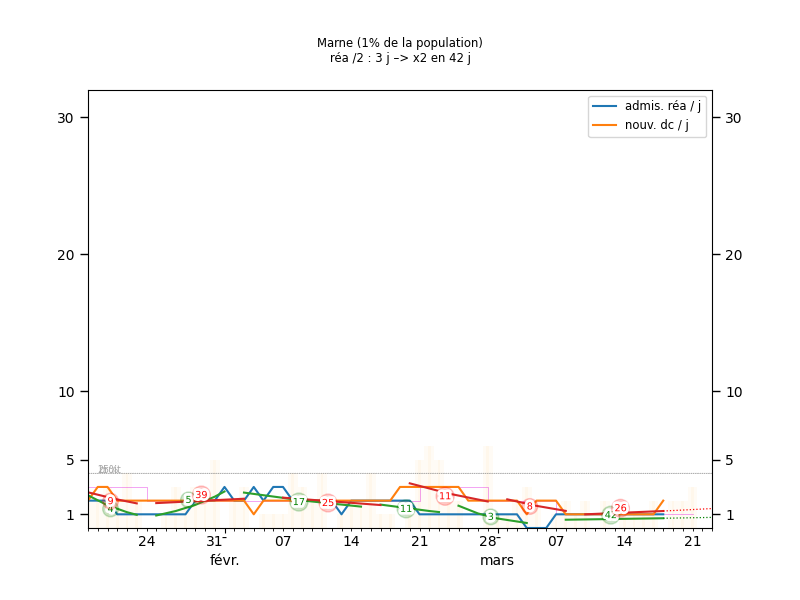 Marne (1% de la population)
réa /2 : 3 j –> x2 en 42 j
admis. réa / j
nouv. dc / j
30 30
20 20
10 10
5 5
1 1
9 5 39 17 25 11 11 3 8 42 26
24 31 07 14 21 28 07 14 21
févr. mars